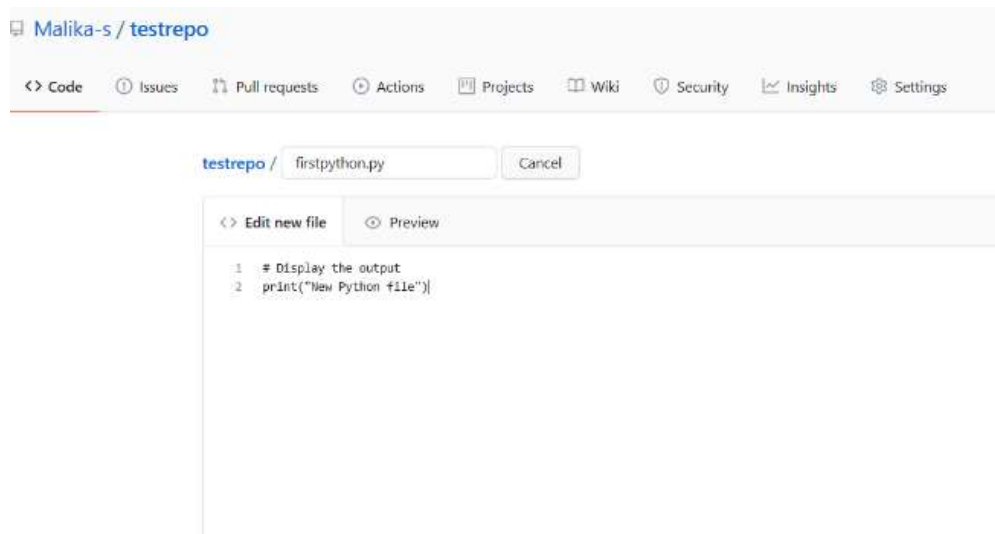 Malika-s / testrepo
<> Code Issues Pull requests Actions Projects Wiki Security Insights Settings
testrepo / firstpython.py Cancel
<> Edit new file Preview
1 # Display the output
2 print("New Python file")